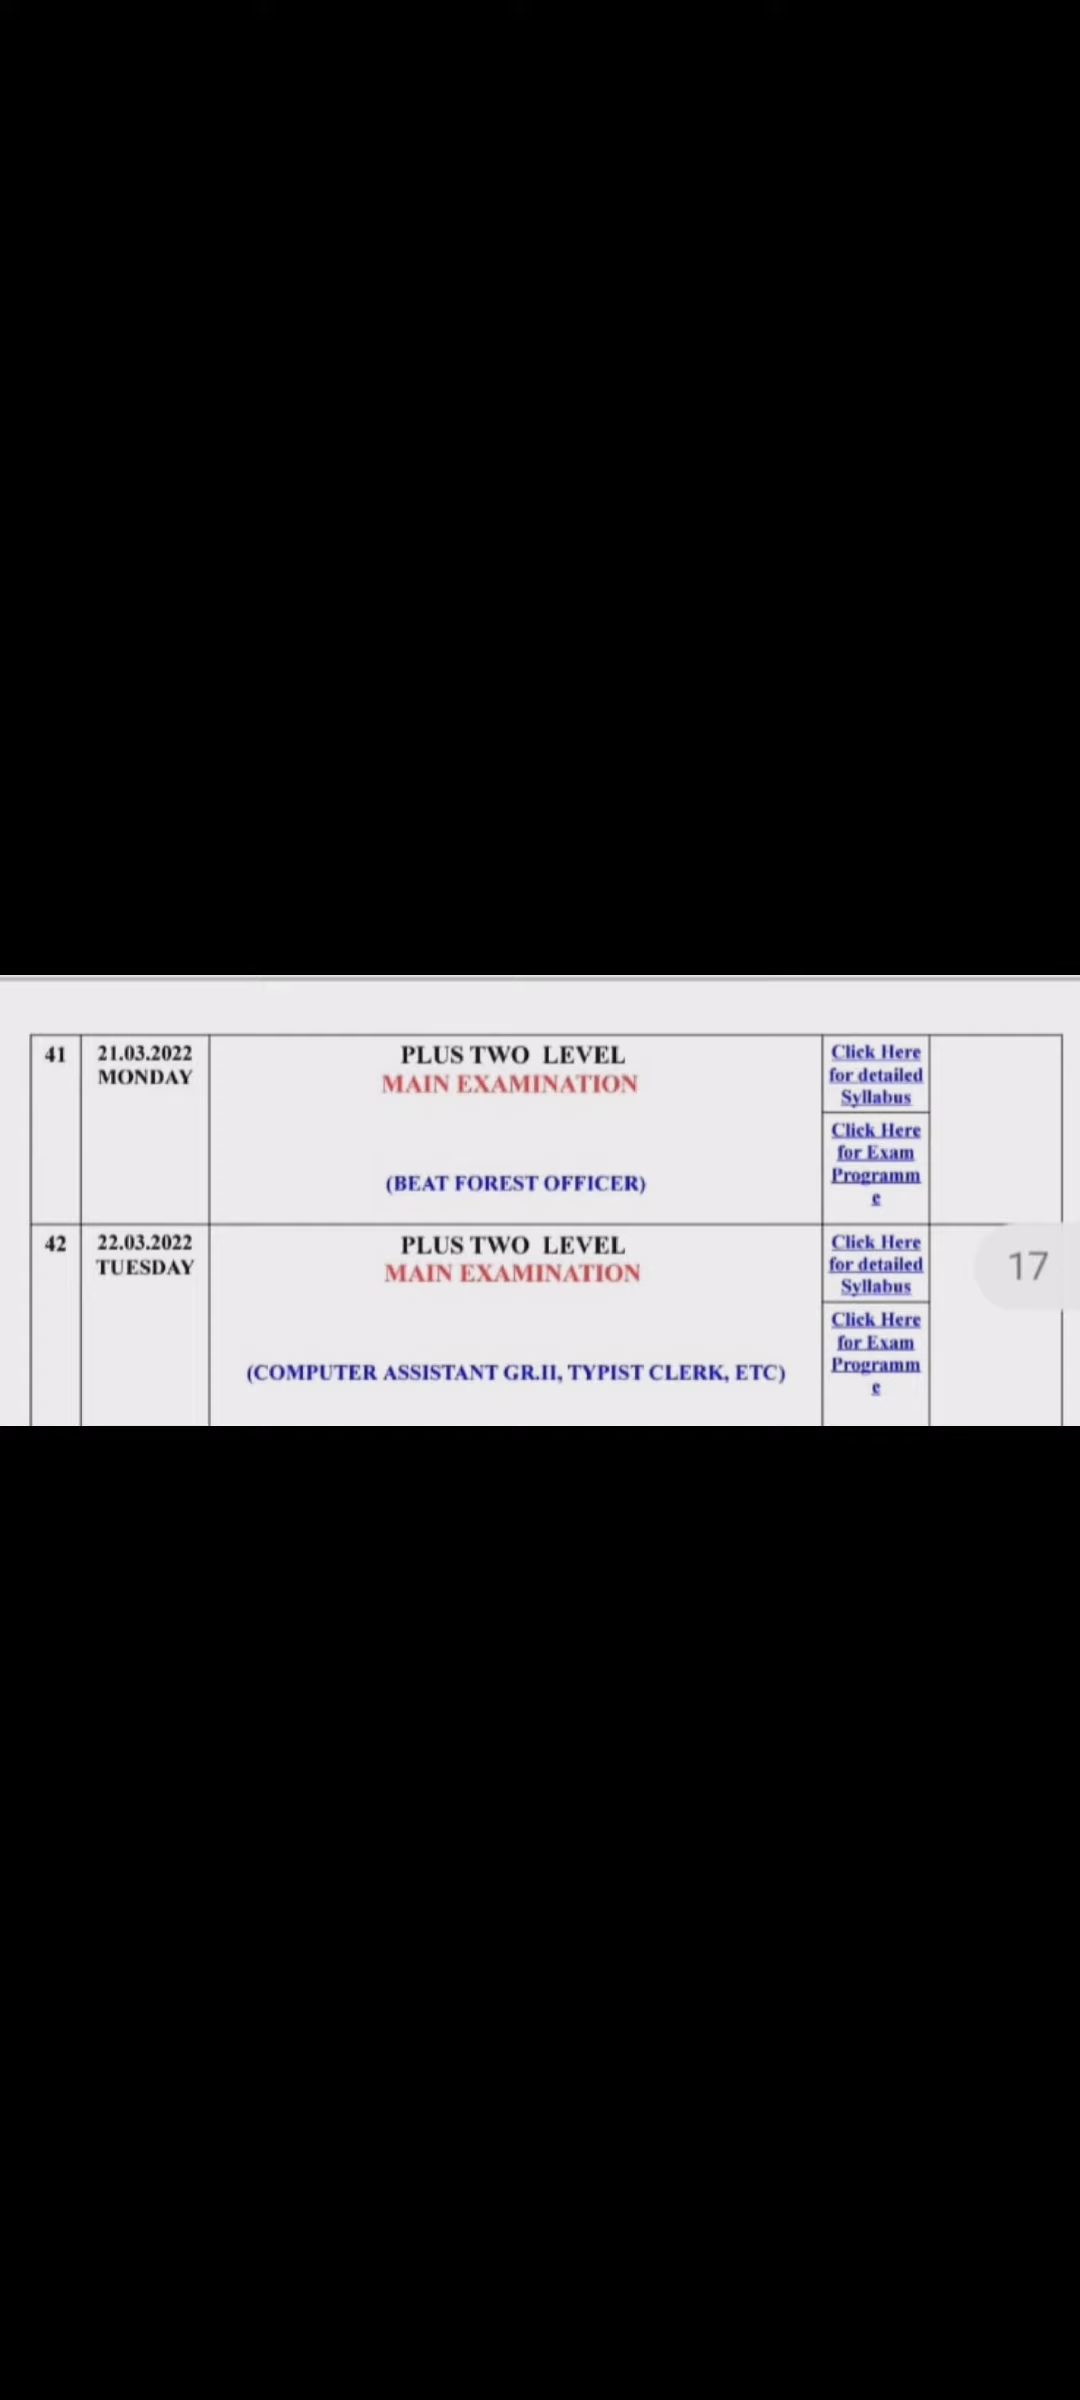 41
21.03.2022
MONDAY
PLUS TWO LEVEL
MAIN EXAMINATION
(BEAT FOREST OFFICER)
Click Here
for detailed
Syllabus
Click Here
for Exam
Programm
e
42
22.03.2022
TUESDAY
PLUS TWO LEVEL
MAIN EXAMINATION
(COMPUTER ASSISTANT GR.II, TYPIST CLERK, ETC)
Click Here
for detailed
Syllabus
Click Here
for Exam
Programm
e
17